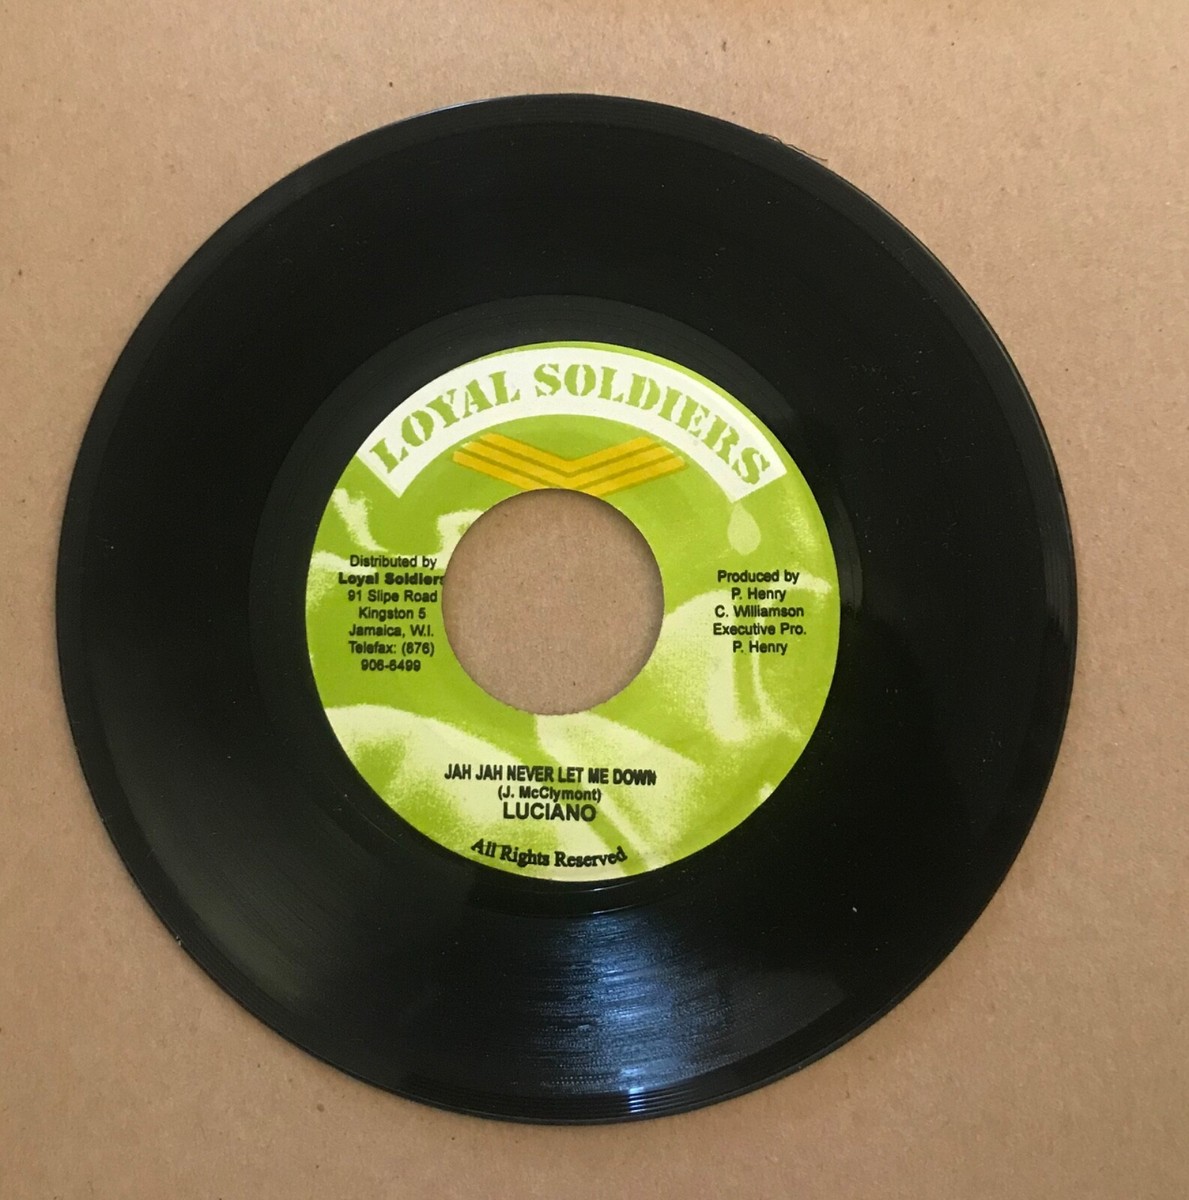 LOYAL SOLDIERS
Distributed by
Loyal Soldiers
91 Slipe Road
Kingston 5
Jamaica, W.I.
Telefax: (876)
906-6499
Produced by
P. Henry
C. Williamson
Executive Pro.
P. Henry
JAH JAH NEVER LET ME DOWN
(J. McClymont)
LUCIANO
All Rights Reserved